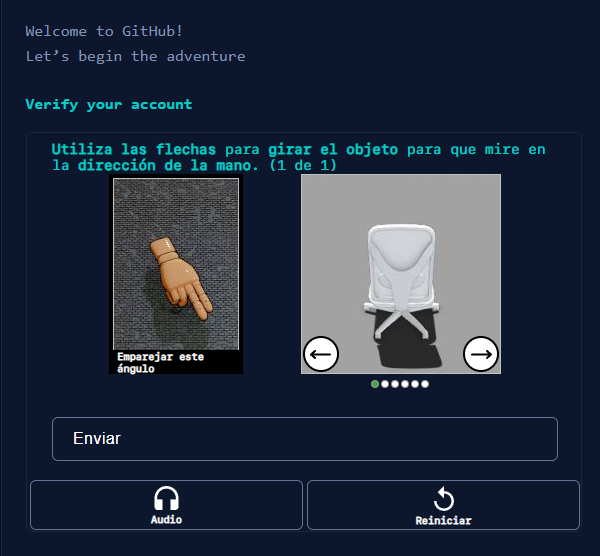 Welcome to GitHub!
Let’s begin the adventure
Verify your account
Utiliza las flechas para girar el objeto para que mire en
la dirección de la mano. (1 de 1)
Emparejar este
ángulo
Enviar
Audio
Reiniciar